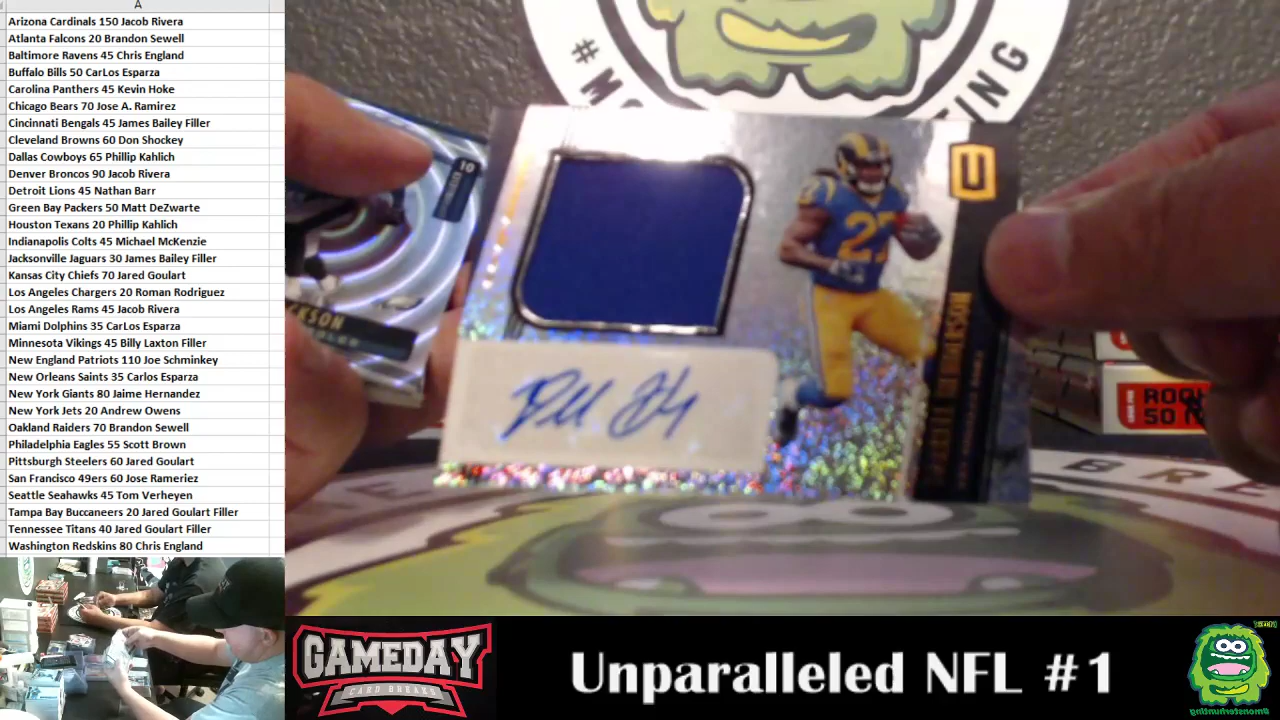 A
Arizona Cardinals 150 Jacob Rivera
Atlanta Falcons 20 Brandon Sewell
Baltimore Ravens 45 Chris England
Buffalo Bills 50 CarLos Esparza
Carolina Panthers 45 Kevin Hoke
Chicago Bears 70 Jose A. Ramirez
Cincinnati Bengals 45 James Bailey Filler
Cleveland Browns 60 Don Shockey
Dallas Cowboys 65 Phillip Kahlich
Denver Broncos 90 Jacob Rivera
Detroit Lions 45 Nathan Barr
Green Bay Packers 50 Matt DeZwarte
Houston Texans 20 Phillip Kahlich
Indianapolis Colts 45 Michael McKenzie
Jacksonville Jaguars 30 James Bailey Filler
Kansas City Chiefs 70 Jared Goulart
Los Angeles Chargers 20 Roman Rodriguez
Los Angeles Rams 45 Jacob Rivera
Miami Dolphins 35 CarLos Esparza
Minnesota Vikings 45 Billy Laxton Filler
New England Patriots 110 Joe Schminkey
New Orleans Saints 35 Carlos Esparza
New York Giants 80 Jaime Hernandez
New York Jets 20 Andrew Owens
Oakland Raiders 70 Brandon Sewell
Philadelphia Eagles 55 Scott Brown
Pittsburgh Steelers 60 Jared Goulart
San Francisco 49ers 60 Jose Rameriez
Seattle Seahawks 45 Tom Verheyen
Tampa Bay Buccaneers 20 Jared Goulart Filler
Tennessee Titans 40 Jared Goulart Filler
Washington Redskins 80 Chris England
U
27
10
50
GAMEDAY
CARD BREAKS
Unparalleled NFL #1
#monsterhunting